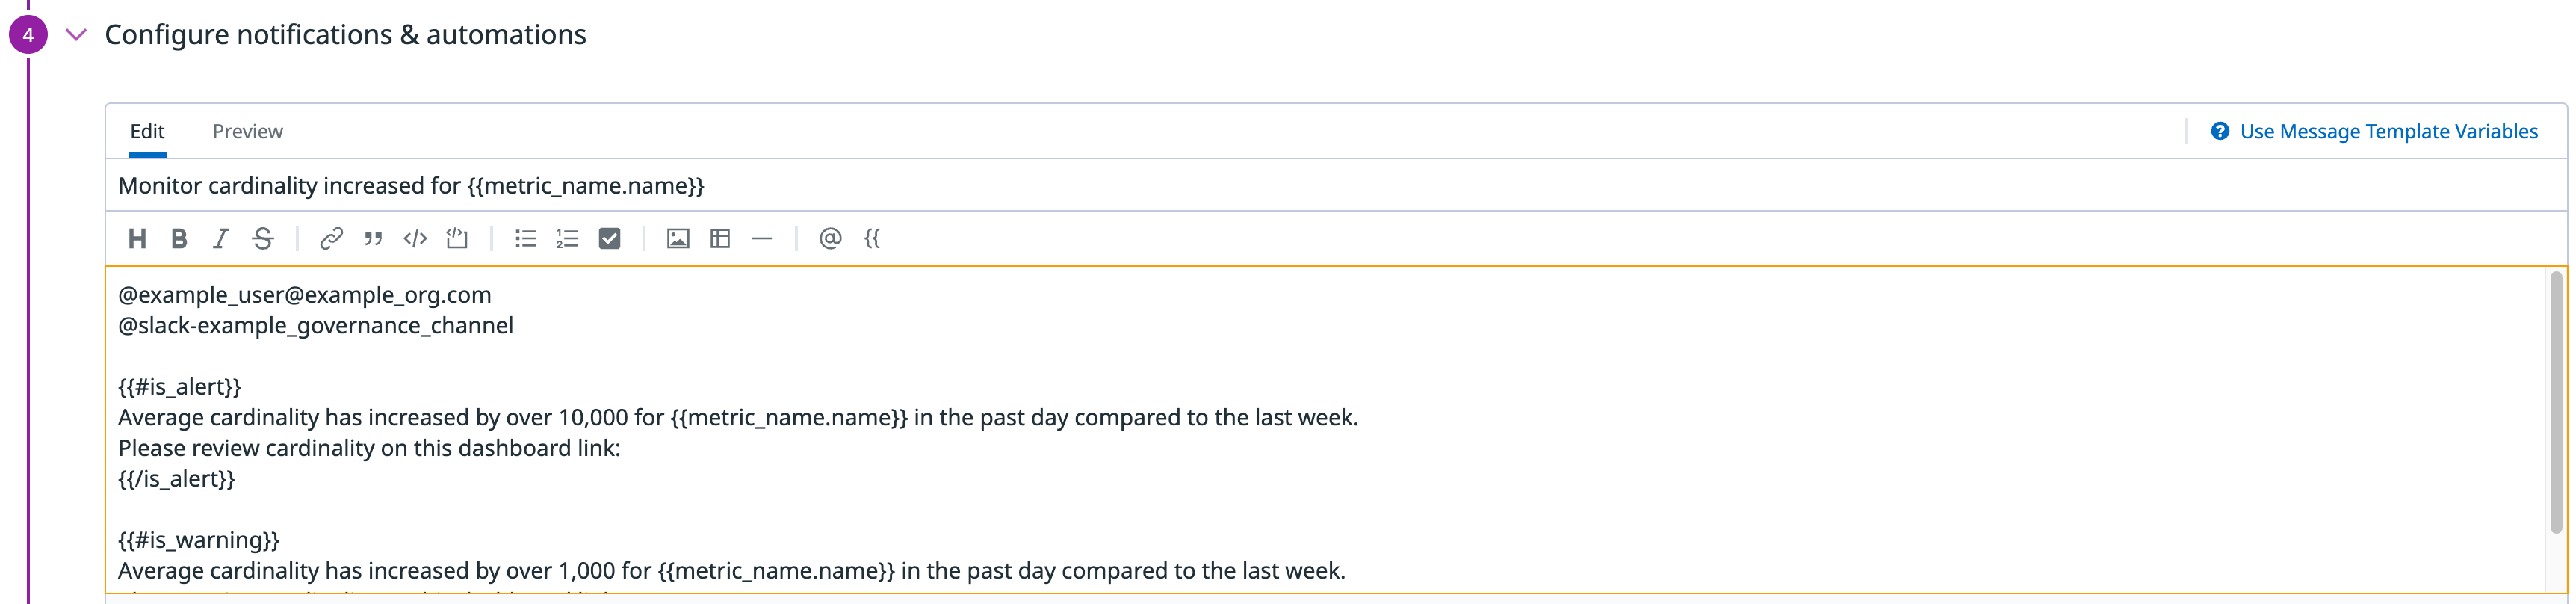 4 Configure notifications & automations
Edit Preview Use Message Template Variables
Monitor cardinality increased for {{metric_name.name}}
@example_user@example_org.com
@slack-example_governance_channel
{{#is_alert}}
Average cardinality has increased by over 10,000 for {{metric_name.name}} in the past day compared to the last week.
Please review cardinality on this dashboard link:
{{/is_alert}}
{{#is_warning}}
Average cardinality has increased by over 1,000 for {{metric_name.name}} in the past day compared to the last week.